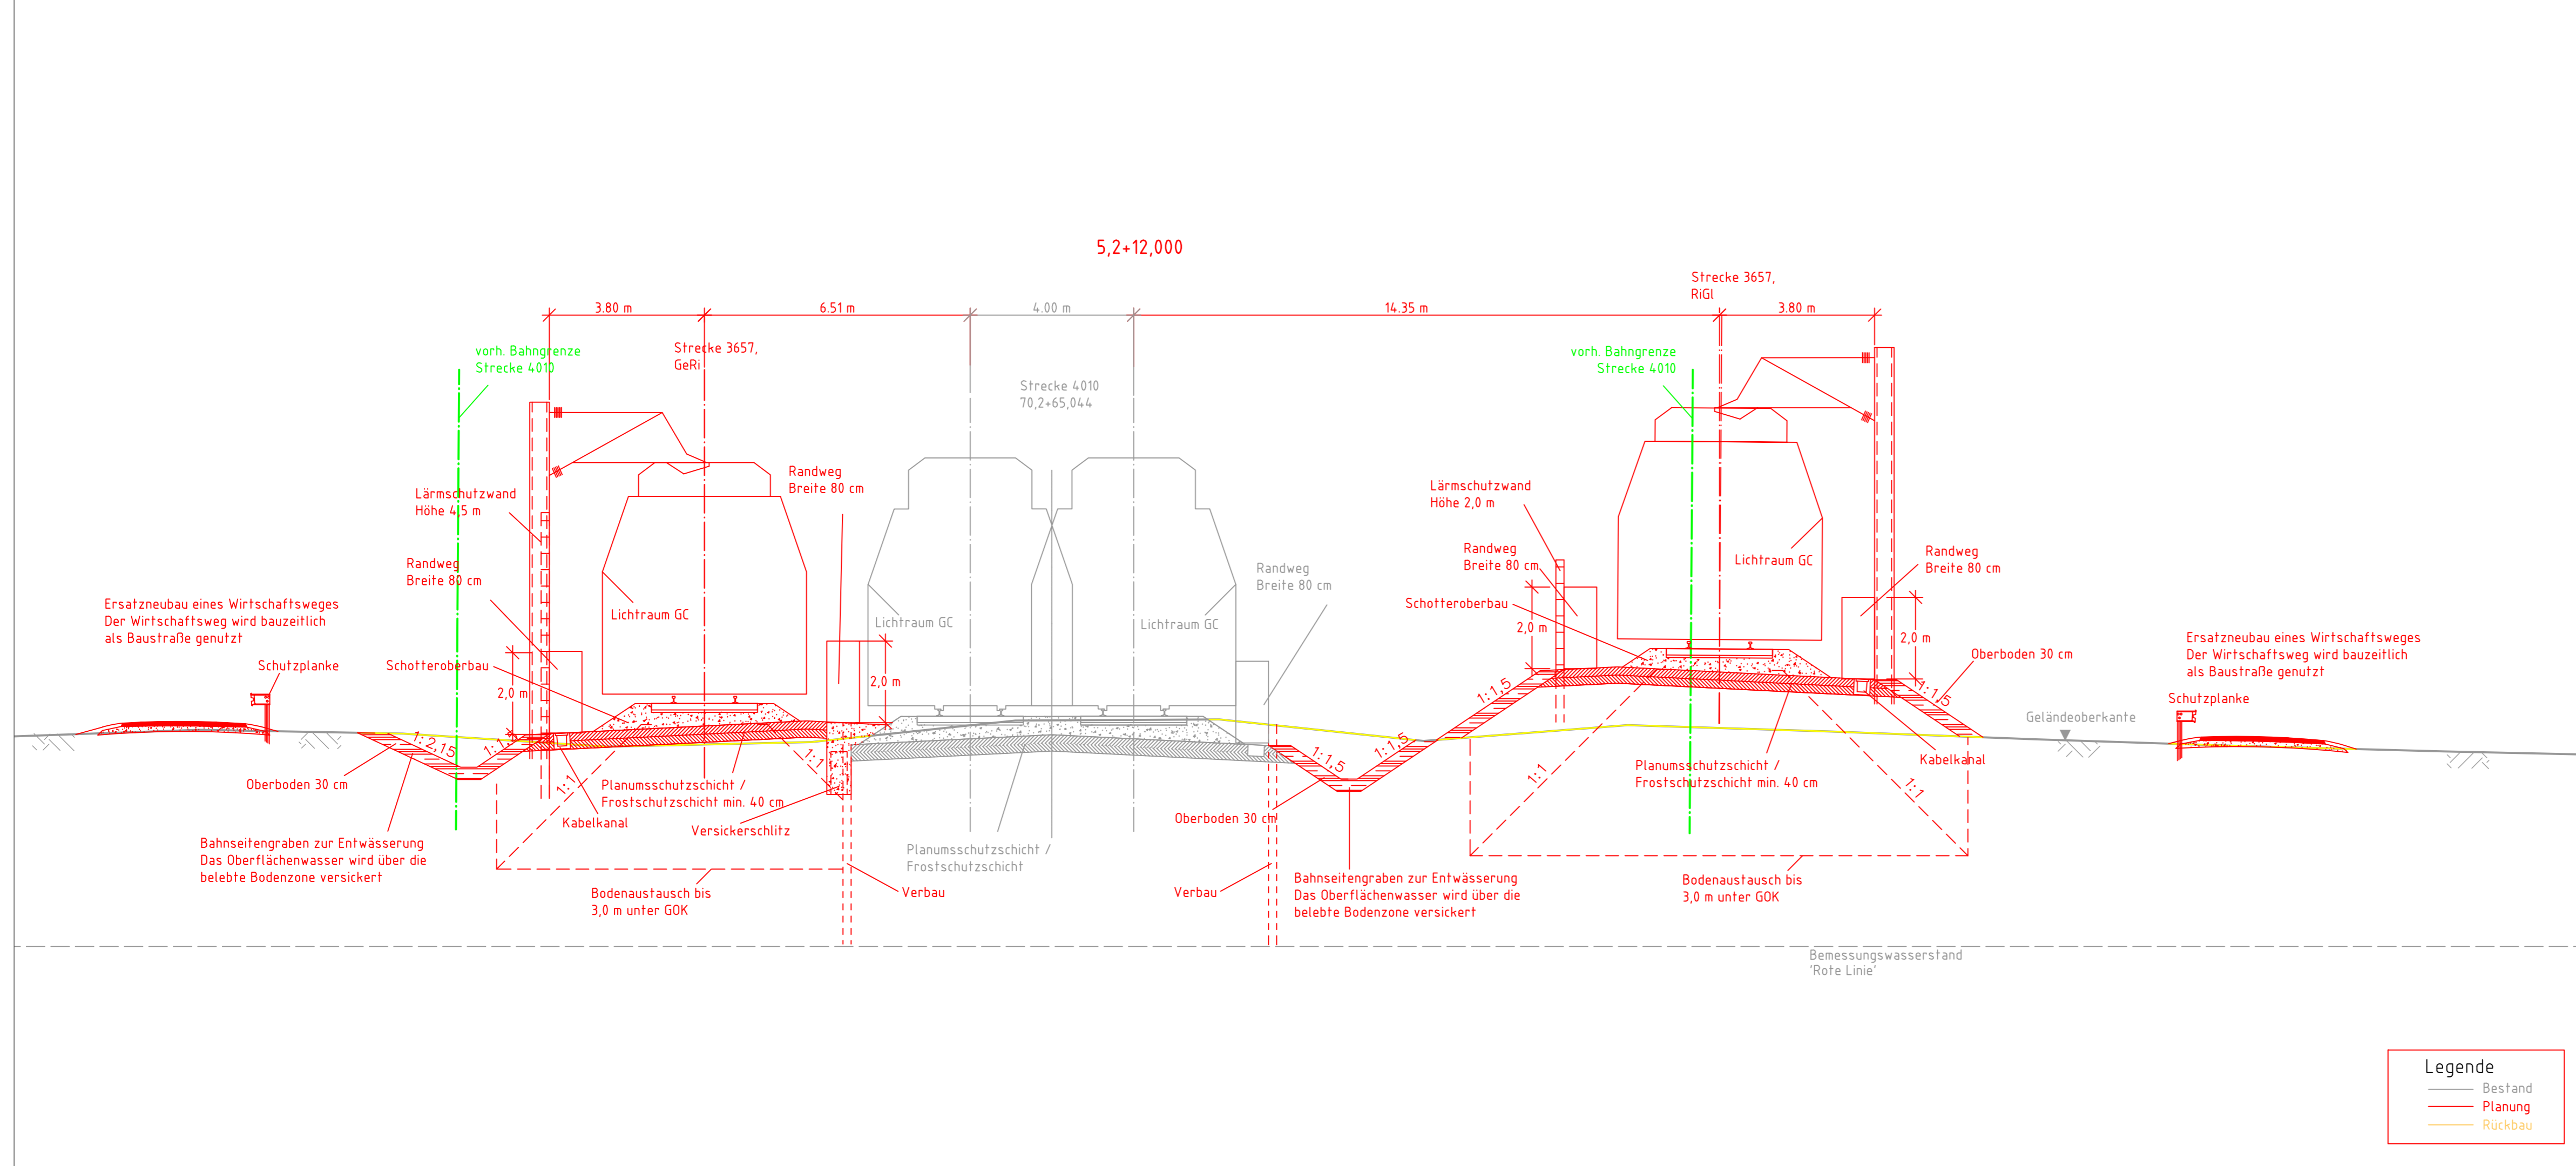 5,2+12,000
Strecke 3657,
RiGl
3.80 m
6.51 m
4.00 m
14.35 m
3.80 m
vorh. Bahngrenze
Strecke 4010
Strecke 3657,
GeRi
Strecke 4010
70,2+65,044
vorh. Bahngrenze
Strecke 4010
Lärmschutzwand
Höhe 4,5 m
Randweg
Breite 80 cm
Randweg
Breite 80 cm
Randweg
Breite 80 cm
Lärmschutzwand
Höhe 2,0 m
Randweg
Breite 80 cm
Randweg
Breite 80 cm
Lichtraum GC
Lichtraum GC
Lichtraum GC
Lichtraum GC
Ersatzneubau eines Wirtschaftsweges
Der Wirtschaftsweg wird bauzeitlich
als Baustraße genutzt
Schutzplanke
Schotteroberbau
2,0 m
2,0 m
Schotteroberbau
2,0 m
2,0 m
Oberboden 30 cm
Ersatzneubau eines Wirtschaftsweges
Der Wirtschaftsweg wird bauzeitlich
als Baustraße genutzt
Schutzplanke
Geländeoberkante
1:2,15
1:1,5
1:1
1:1
1:1,5
1:1,5
1:1,5
1:1
1:1
1:1,5
Oberboden 30 cm
Planumsschutzschicht /
Frostschutzschicht min. 40 cm
Kabelkanal
Versickerschlitz
Bahnseitengraben zur Entwässerung
Das Oberflächenwasser wird über die
belebte Bodenzone versickert
Bodenaustausch bis
3,0 m unter GOK
Verbau
Planumsschutzschicht /
Frostschutzschicht
Oberboden 30 cm
Verbau
Bahnseitengraben zur Entwässerung
Das Oberflächenwasser wird über die
belebte Bodenzone versickert
Planumsschutzschicht /
Frostschutzschicht min. 40 cm
Kabelkanal
Bodenaustausch bis
3,0 m unter GOK
Bemessungswasserstand
'Rote Linie'
Legende
Bestand
Planung
Rückbau